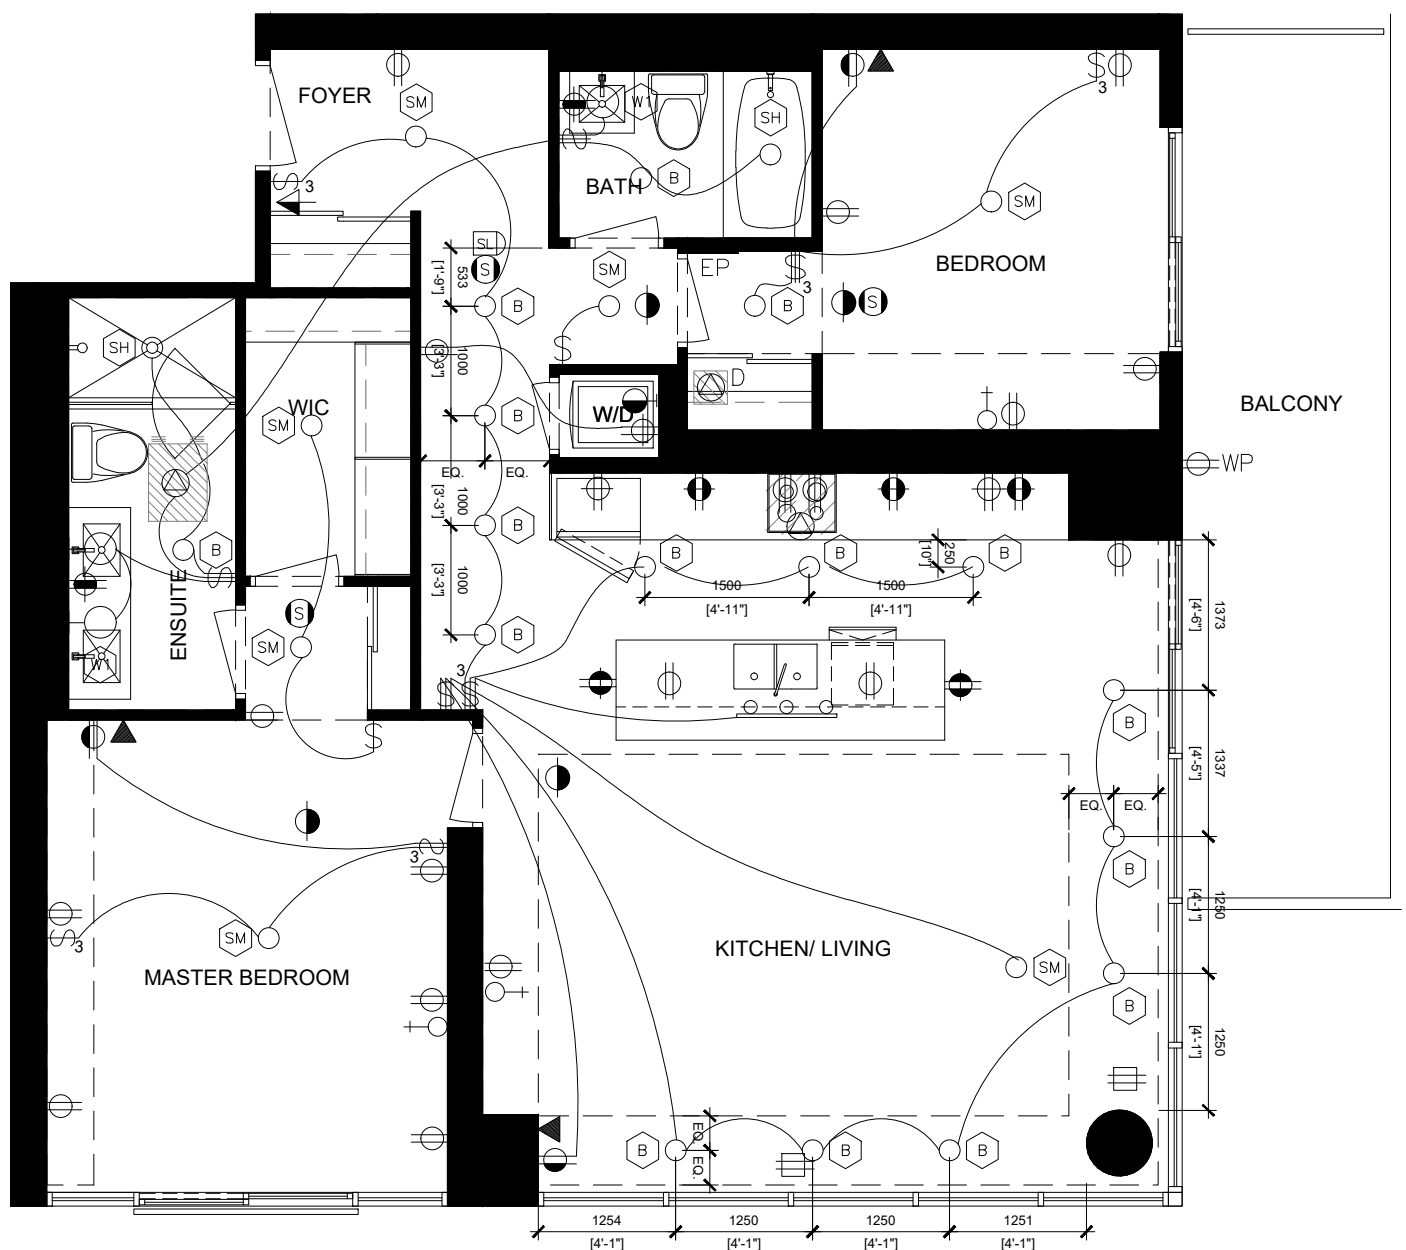 FOYER
SM
S
3
W1
SH
BATH
B
S
S
3
SM
BEDROOM
SL
S
533
[1'-9"]
SM
EP
S
3
B
B
S
S
1000
[3'-3"]
SH
WIC
SM
B
W/D
D
BALCONY
WP
EQ.
EQ.
1000
[3'-3"]
B
B
S
B
B
B
250
[10"]
1500
[4'-11"]
1500
[4'-11"]
1000
[3'-3"]
ENSUITE
S
SM
B
W1
3
S
S
1373
[4'-6"]
B
S
1337
[4'-5"]
EQ.
EQ.
S
3
B
1250
[4'-1"]
S
3
SM
MASTER BEDROOM
KITCHEN/ LIVING
SM
B
1250
[4'-1"]
EQ.
EQ.
B
B
B
1254
[4'-1"]
1250
[4'-1"]
1250
[4'-1"]
1251
[4'-1"]